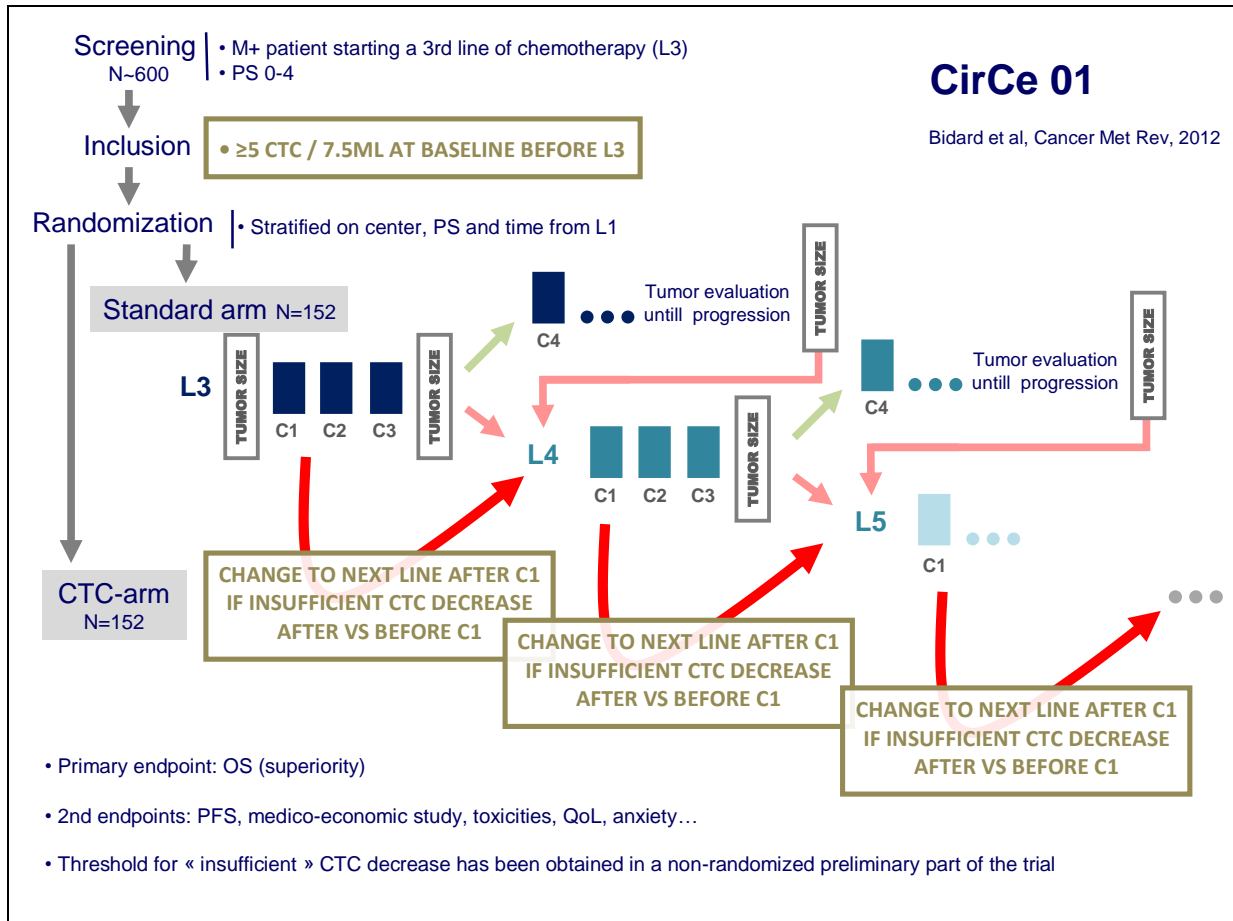 Screening
N~600
• M+ patient starting a 3rd line of chemotherapy (L3)
• PS 0-4
CirCe 01
Bidard et al, Cancer Met Rev, 2012
Inclusion
• ≥5 CTC / 7.5ML AT BASELINE BEFORE L3
Randomization
• Stratified on center, PS and time from L1
Standard arm N=152
L3
TUMOR SIZE
C1
C2
C3
TUMOR SIZE
C4
Tumor evaluation
untill progression
TUMOR SIZE
L4
C1
C2
C3
TUMOR SIZE
C4
Tumor evaluation
untill progression
TUMOR SIZE
L5
C1
CTC-arm
N=152
CHANGE TO NEXT LINE AFTER C1
IF INSUFFICIENT CTC DECREASE
AFTER VS BEFORE C1
CHANGE TO NEXT LINE AFTER C1
IF INSUFFICIENT CTC DECREASE
AFTER VS BEFORE C1
CHANGE TO NEXT LINE AFTER C1
IF INSUFFICIENT CTC DECREASE
AFTER VS BEFORE C1
• Primary endpoint: OS (superiority)
• 2nd endpoints: PFS, medico-economic study, toxicities, QoL, anxiety…
• Threshold for « insufficient » CTC decrease has been obtained in a non-randomized preliminary part of the trial